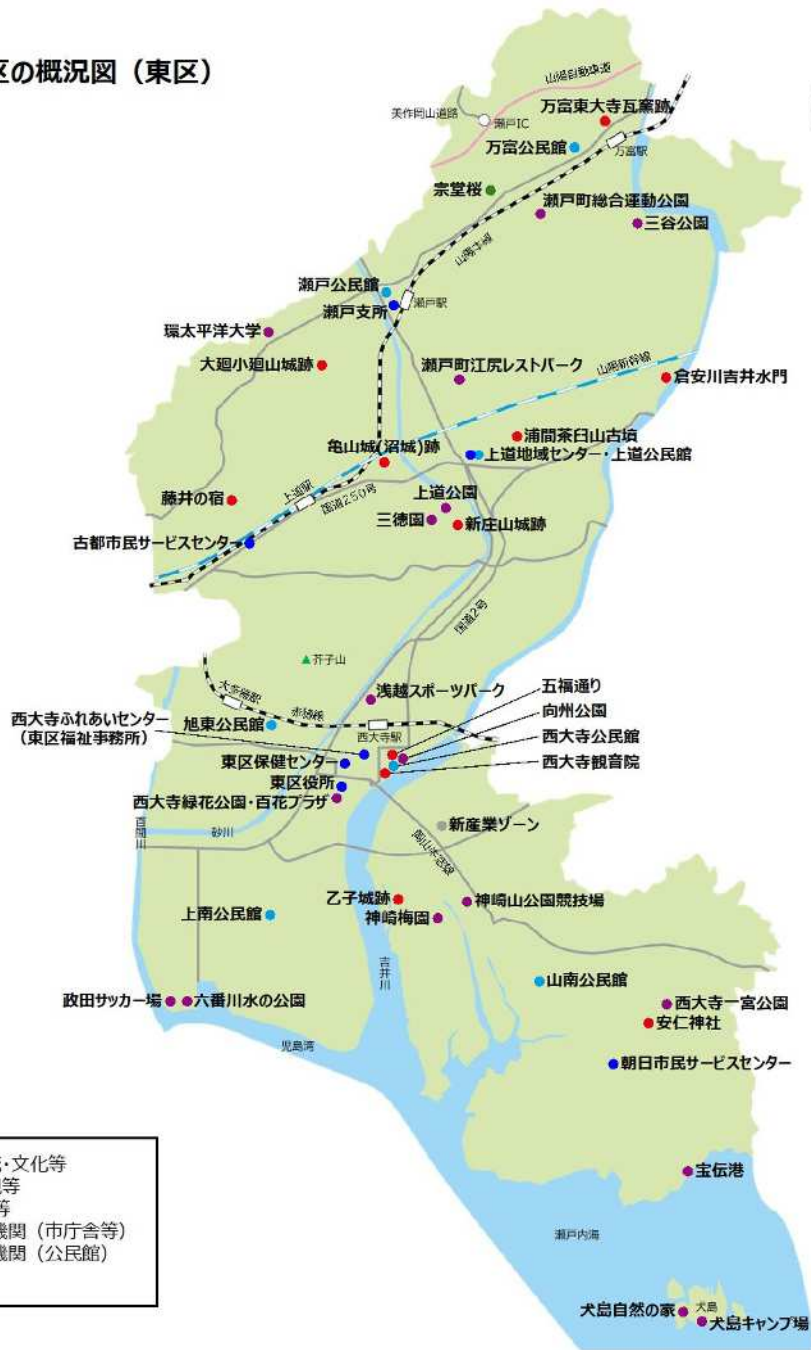 区の概況図（東区）
山陽自動車道
美作岡山道路
瀬戸IC
万富東大寺瓦窯跡
万富公民館
万富駅
宗堂桜
瀬戸町総合運動公園
三谷公園
山陽本線
瀬戸公民館
瀬戸支所
瀬戸駅
環太平洋大学
大廻小廻山城跡
瀬戸町江尻レストパーク
山陽新幹線
倉安川吉井水門
浦間茶臼山古墳
亀山城(沼城)跡
上道地域センター・上道公民館
上道駅
国道250号
藤井の宿
上道公園
三徳園
新庄山城跡
古都市民サービスセンター
国道2号
芥子山
大多羅駅
赤穂線
浅越スポーツパーク
五福通り
向州公園
西大寺ふれあいセンター
（東区福祉事務所）
旭東公民館
西大寺駅
西大寺公民館
東区保健センター
西大寺観音院
東区役所
西大寺緑花公園・百花プラザ
百間川
砂川
新産業ゾーン
岡山牛窓線
乙子城跡
神崎山公園競技場
上南公民館
神崎梅園
吉井川
山南公民館
政田サッカー場
六番川水の公園
西大寺一宮公園
安仁神社
児島湾
朝日市民サービスセンター
・文化等
等
等
機関（市庁舎等）
機関（公民館）
宝伝港
瀬戸内海
犬島自然の家
犬島
犬島キャンプ場